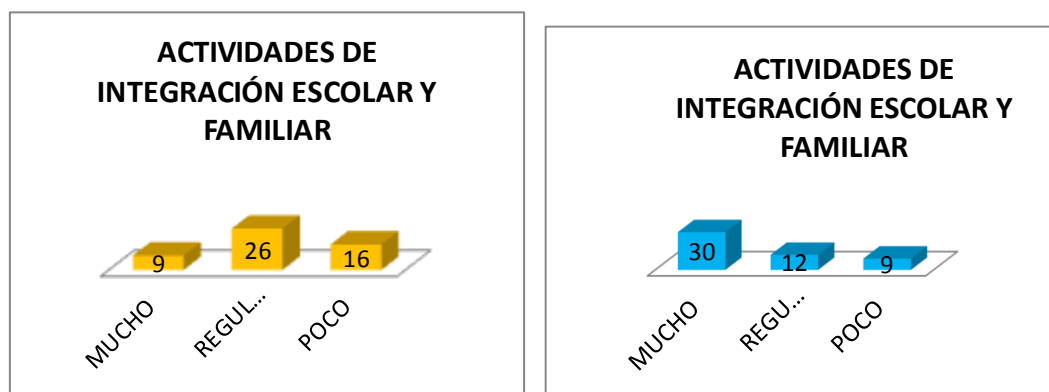 ACTIVIDADES DE
INTEGRACIÓN ESCOLAR Y
FAMILIAR
9
26
16
MUCHO
REGUL...
POCO
ACTIVIDADES DE
INTEGRACIÓN ESCOLAR Y
FAMILIAR
30
12
9
MUCHO
REGU...
POCO